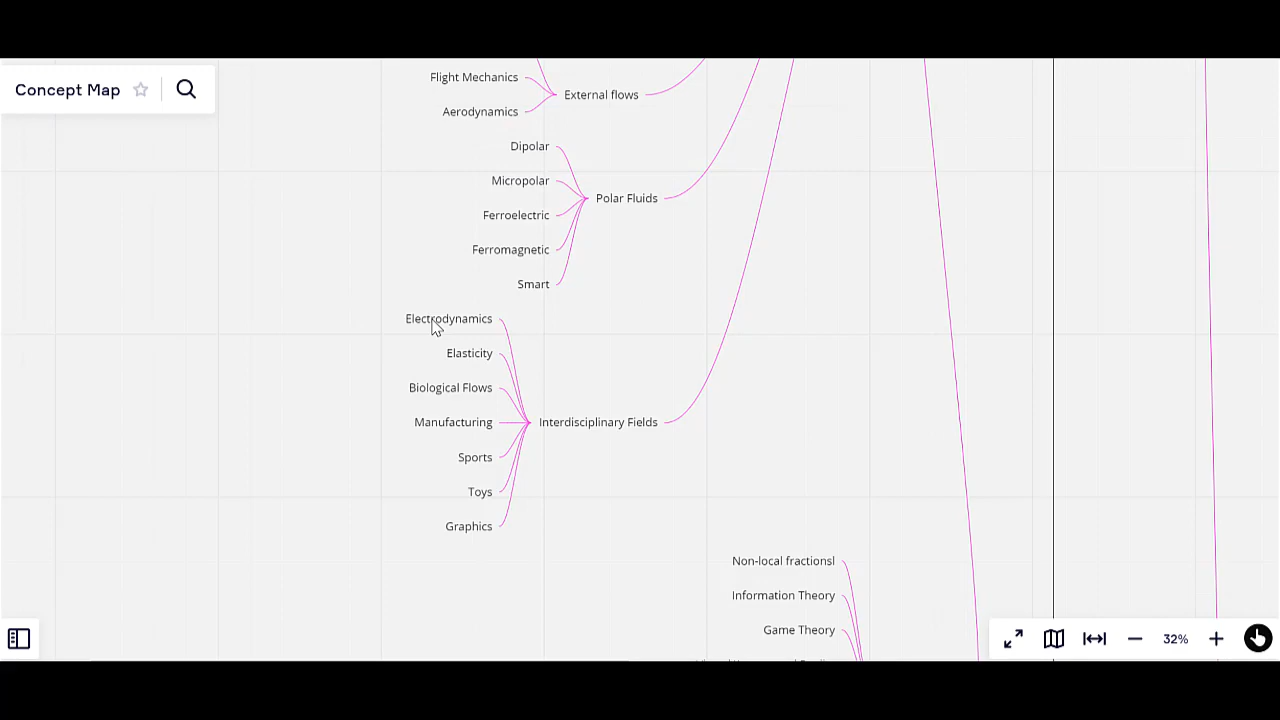 Concept Map
Flight Mechanics
External flows
Aerodynamics
Dipolar
Micropolar
Polar Fluids
Ferroelectric
Ferromagnetic
Smart
Electrodynamics
Elasticity
Biological Flows
Manufacturing
Interdisciplinary Fields
Sports
Toys
Graphics
Non-local fractionsl
Information Theory
Game Theory
32%